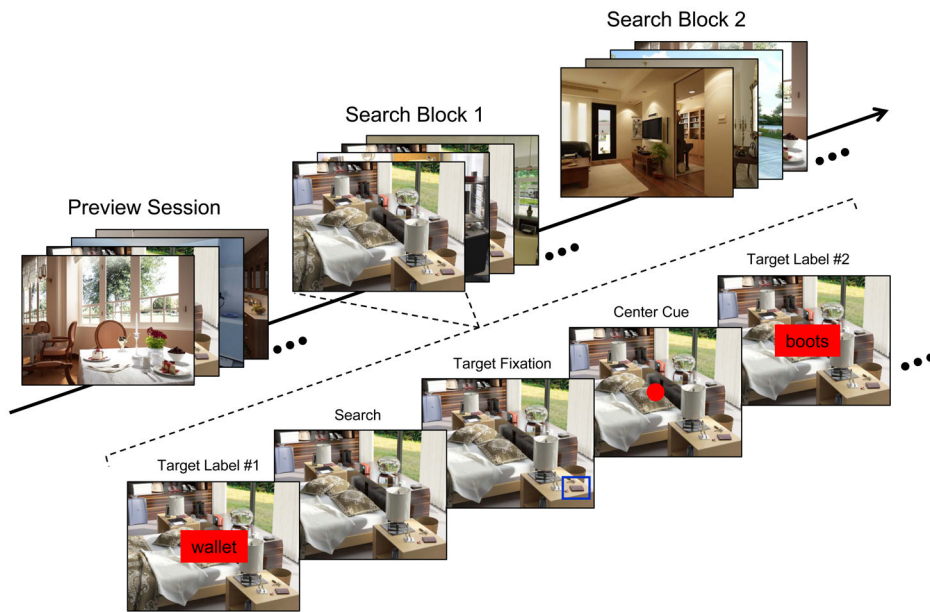 Search Block 2
Search Block 1
Preview Session
Target Label #2
boots
Center Cue
Target Fixation
Search
Target Label #1
wallet